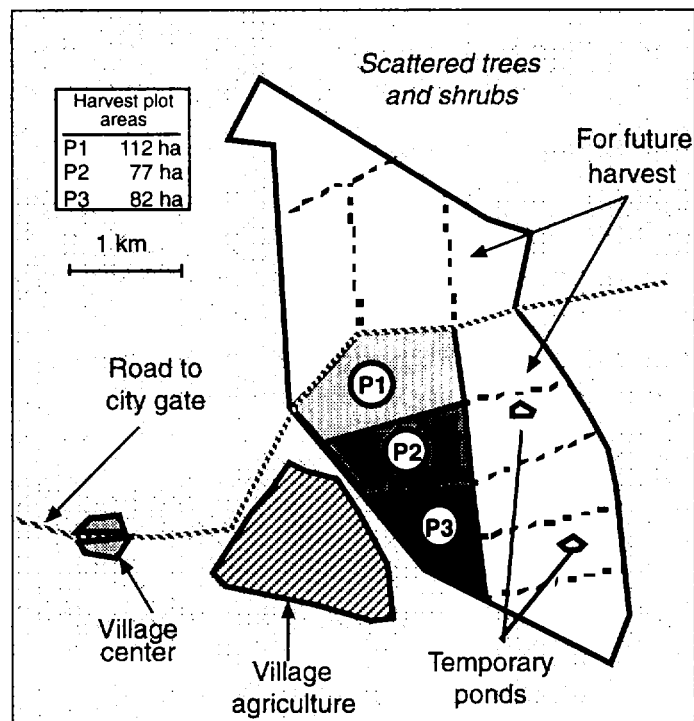 Scattered trees
and shrubs
Harvest plot
areas
P1 112 ha
P2 77 ha
P3 82 ha
For future
harvest
1 km
Road to
city gate
P1
P2
P3
Village
center
Village
agriculture
Temporary
ponds